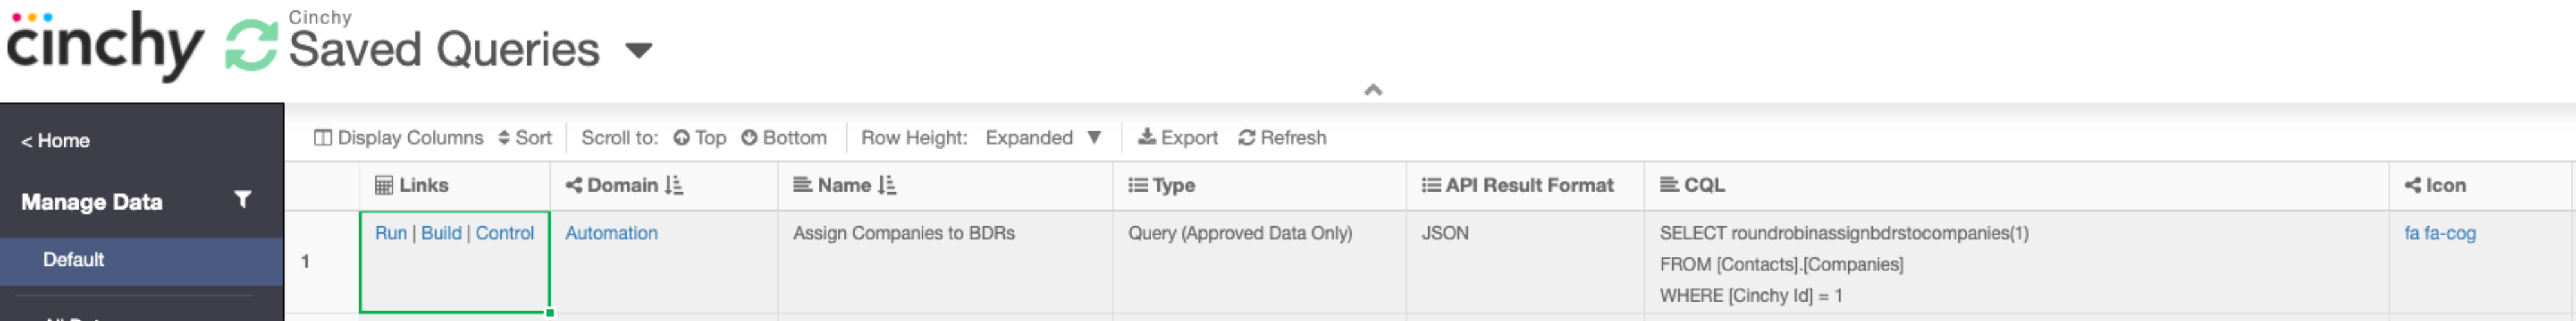 cinchy
Cinchy
Saved Queries
< Home
Manage Data
Default
Display Columns Sort Scroll to: Top Bottom Row Height: Expanded Export Refresh
Links Domain Name Type API Result Format CQL Icon
1 Run | Build | Control Automation Assign Companies to BDRs Query (Approved Data Only) JSON SELECT roundrobinassignbdrstocompanies(1) fa fa-cog
FROM [Contacts].[Companies]
WHERE [Cinchy Id] = 1